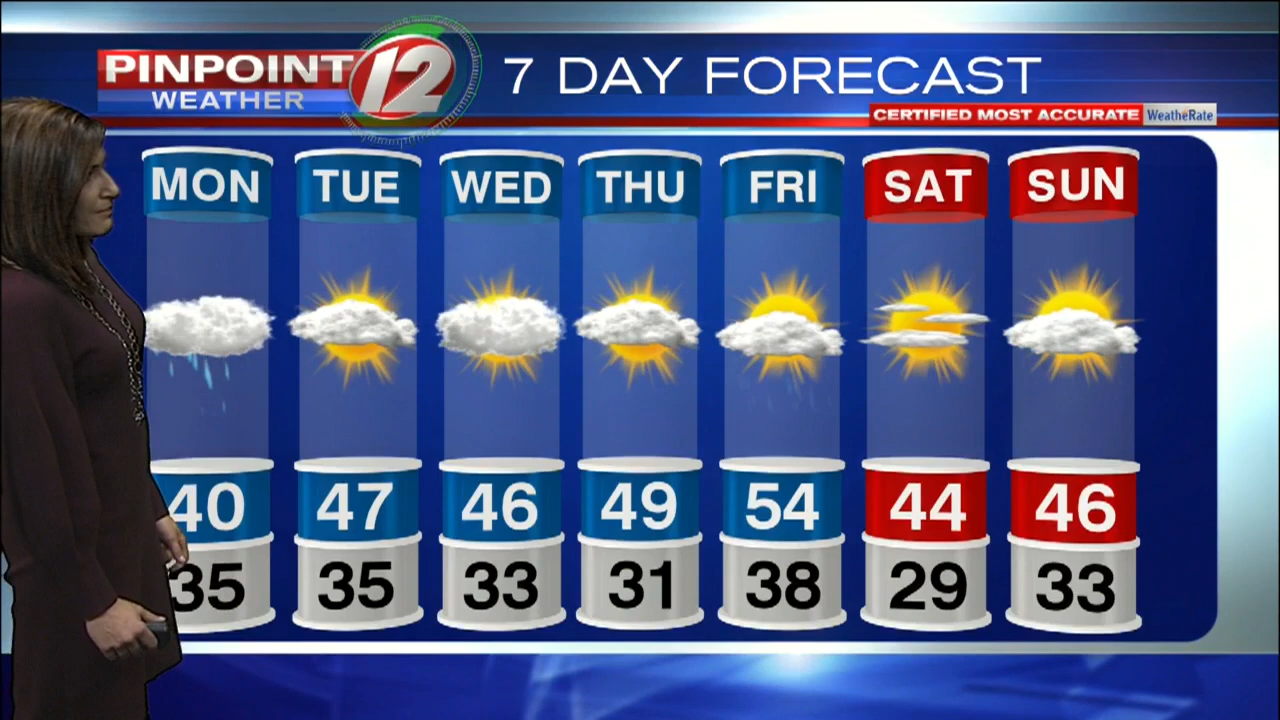 PINPOINT 12
WEATHER
7 DAY FORECAST
CERTIFIED MOST ACCURATE WeatheRate
MON TUE WED THU FRI SAT SUN
40 47 46 49 54 44 46
35 35 33 31 38 29 33